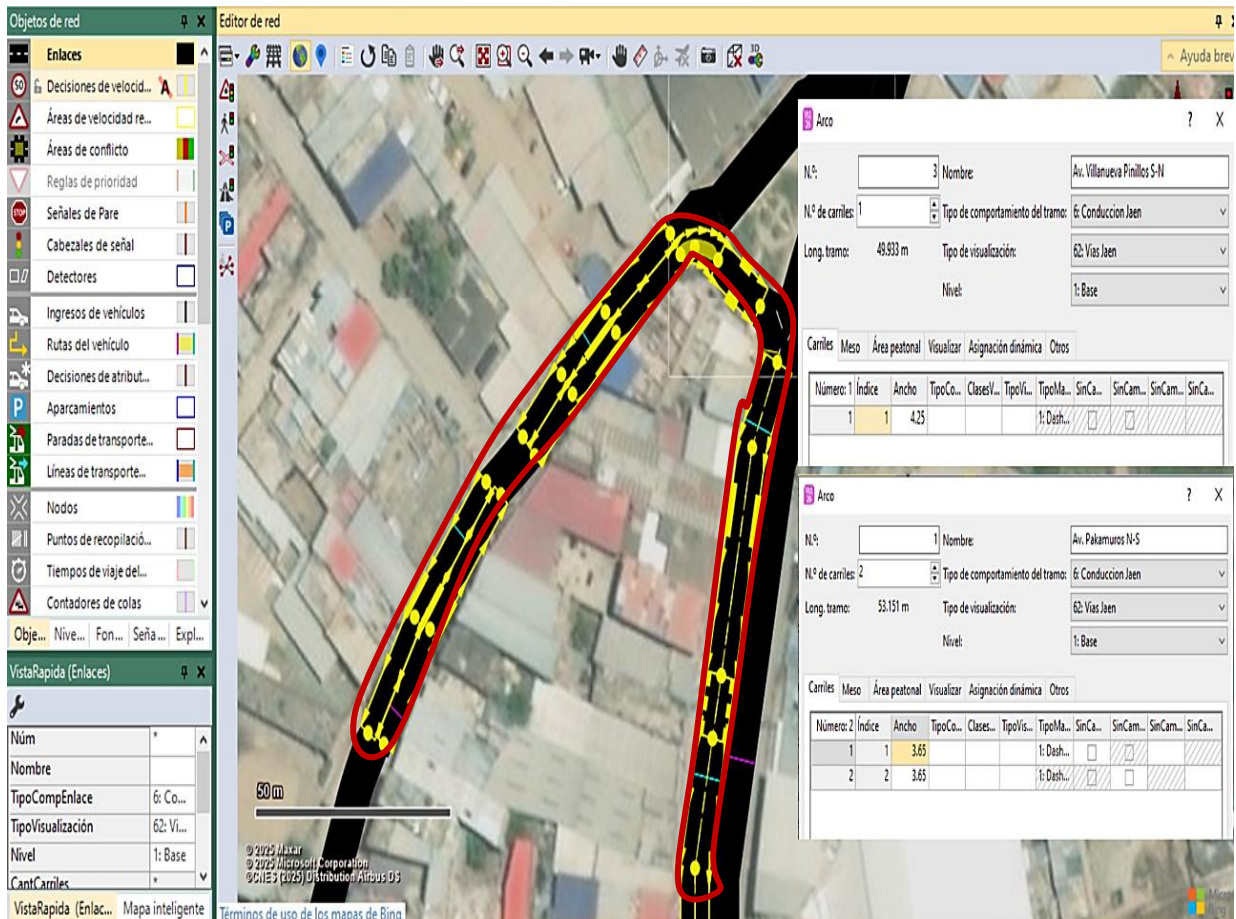 Objetos de red
Enlaces
Decisiones de velocid...
Áreas de velocidad re...
Áreas de conflicto
Reglas de prioridad
Señales de Pare
Cabezales de señal
Detectores
Ingresos de vehículos
Rutas del vehículo
Decisiones de atribut...
Aparcamientos
Paradas de transporte...
Líneas de transporte...
Nodos
Puntos de recopilació...
Tiempos de viaje del...
Contadores de colas
Obje... Nive... Fon... Seña... Expl...
VistaRapida (Enlaces)
Núm *
Nombre
TipoCompEnlace 6: Co...
TipoVisualización 62: Vi...
Nivel 1: Base
CantCarriles *
VistaRapida (Enlac... Mapa inteligente
Editor de red
Ayuda brev
50 m
© 2025 Maxar
© 2025 Microsoft Corporation
©CNES (2025) Distribution Airbus DS
Términos de uso de los mapas de Bing
Arco ? X
N.º: 3 Nombre: Av. Villanueva Pinillos S-N
N.º de carriles: 1 Tipo de comportamiento del tramo: 6: Conduccion Jaen
Long. tramo: 49.933 m Tipo de visualización: 62: Vias Jaen
Nivel: 1: Base
Carriles Meso Área peatonal Visualizar Asignación dinámica Otros
Número: 1 Índice Ancho TipoCo... ClasesV... TipoVi... TipoMa... SinCa... SinCam... SinCam... SinCa...
1 1 4.25 1: Dash...
Arco ? X
N.º: 1 Nombre: Av. Pakamuros N-S
N.º de carriles: 2 Tipo de comportamiento del tramo: 6: Conduccion Jaen
Long. tramo: 53.151 m Tipo de visualización: 62: Vias Jaen
Nivel: 1: Base
Carriles Meso Área peatonal Visualizar Asignación dinámica Otros
Número: 2 Índice Ancho TipoCo... Clases... TipoVis... TipoMa... SinCa... SinCam... SinCam... SinCa...
1 1 3.65 1: Dash...
2 2 3.65 1: Dash...